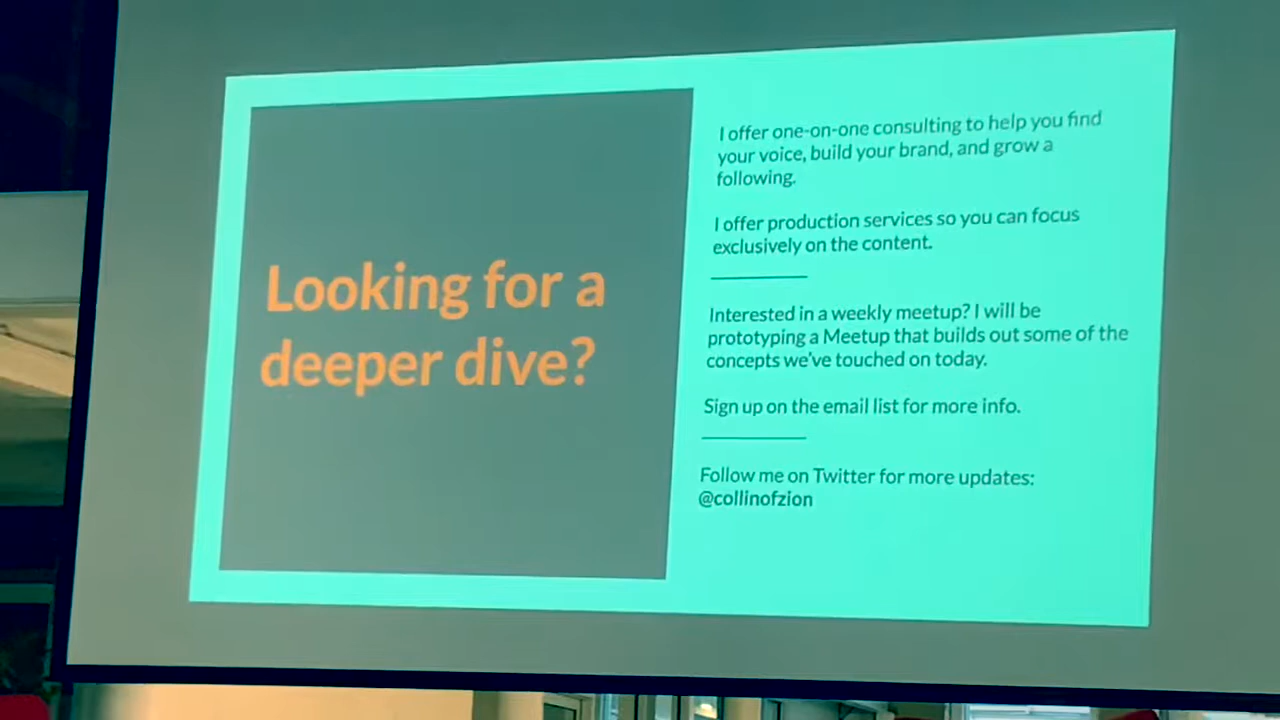 Looking for a
deeper dive?
I offer one-on-one consulting to help you find
your voice, build your brand, and grow a
following.
I offer production services so you can focus
exclusively on the content.
Interested in a weekly meetup? I will be
prototyping a Meetup that builds out some of the
concepts we've touched on today.
Sign up on the email list for more info.
Follow me on Twitter for more updates:
@collinofzion